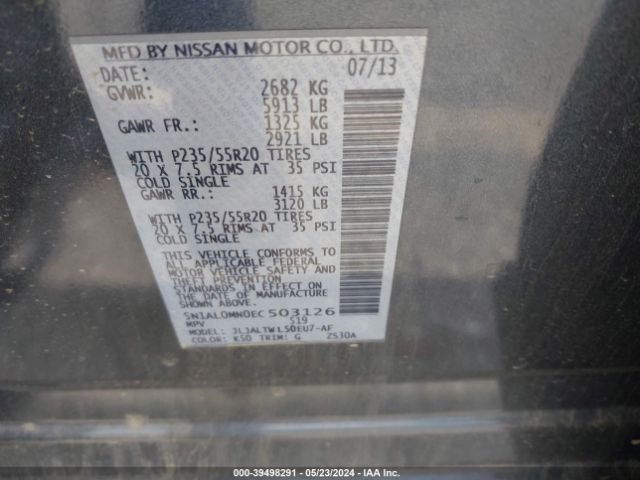 MFD BY NISSAN MOTOR CO., LTD.
DATE: 07/13
GVWR: 2682 KG
5913 LB
GAWR FR.: 1325 KG
2921 LB
WITH P235/55R20 TIRES
20 X 7.5 RIMS AT 35 PSI
COLD SINGLE
GAWR RR.: 1415 KG
3120 LB
WITH P235/55R20 TIRES
20 X 7.5 RIMS AT 35 PSI
COLD SINGLE
THIS VEHICLE CONFORMS TO
ALL APPLICABLE FEDERAL
MOTOR VEHICLE SAFETY AND
THEFT PREVENTION
STANDARDS IN EFFECT ON
THE DATE OF MANUFACTURE
SHOWN ABOVE
5N1AL0MN0EC503126
MPV 519
MODEL: JLJALTWL50EU7-AF
COLOR: K50 TRIM: G ZS30A
000-39498291 - 05/23/2024 - IAA Inc.